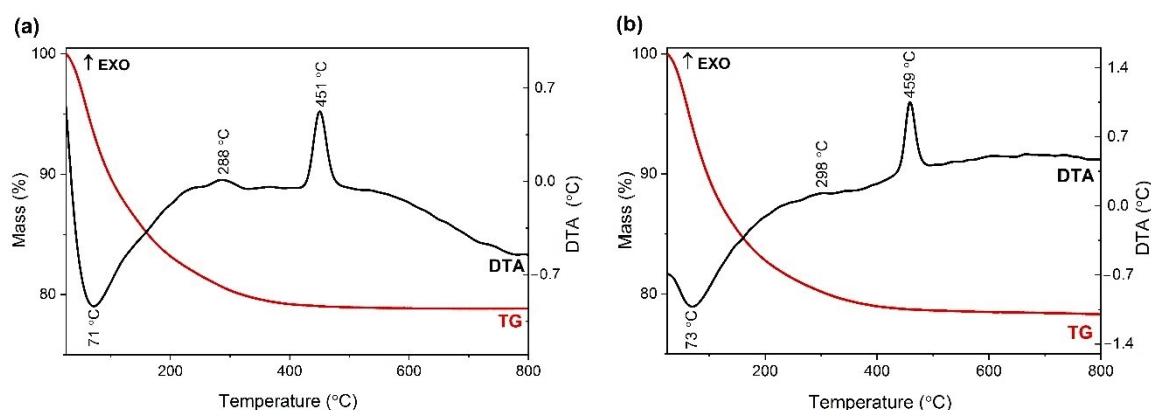 (a)
↑ EXO
100
90
80
Mass (%)
71 °C
288 °C
451 °C
DTA
TG
0.7
0.0
−0.7
DTA (°C)
0
200
400
600
800
Temperature (°C)
(b)
↑ EXO
100
90
80
Mass (%)
73 °C
298 °C
459 °C
DTA
TG
1.4
0.7
0.0
−0.7
−1.4
DTA (°C)
200
400
600
800
Temperature (°C)